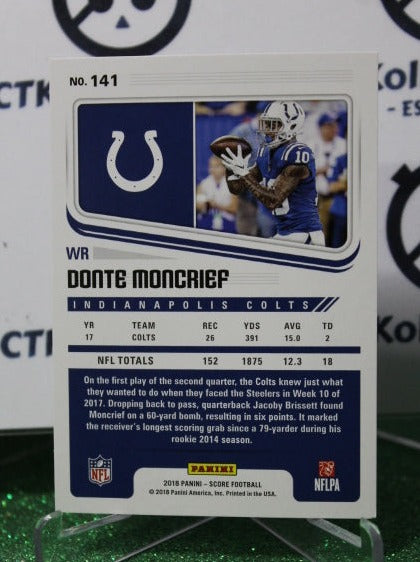 NO. 141
10
10
WR
DONTE MONCRIEF
INDIANAPOLIS COLTS
YR TEAM REC YDS AVG TD
17 COLTS 26 391 15.0 2
NFL TOTALS 152 1875 12.3 18
On the first play of the second quarter, the Colts knew just what
they wanted to do when they faced the Steelers in Week 10 of
2017. Dropping back to pass, quarterback Jacoby Brissett found
Moncrief on a 60-yard bomb, resulting in six points. It marked
the receiver's longest scoring grab since a 79-yarder during his
rookie 2014 season.
NFL
PANINI
NFLPA
2018 PANINI – SCORE FOOTBALL
© 2018 Panini America, Inc. Printed in the USA.